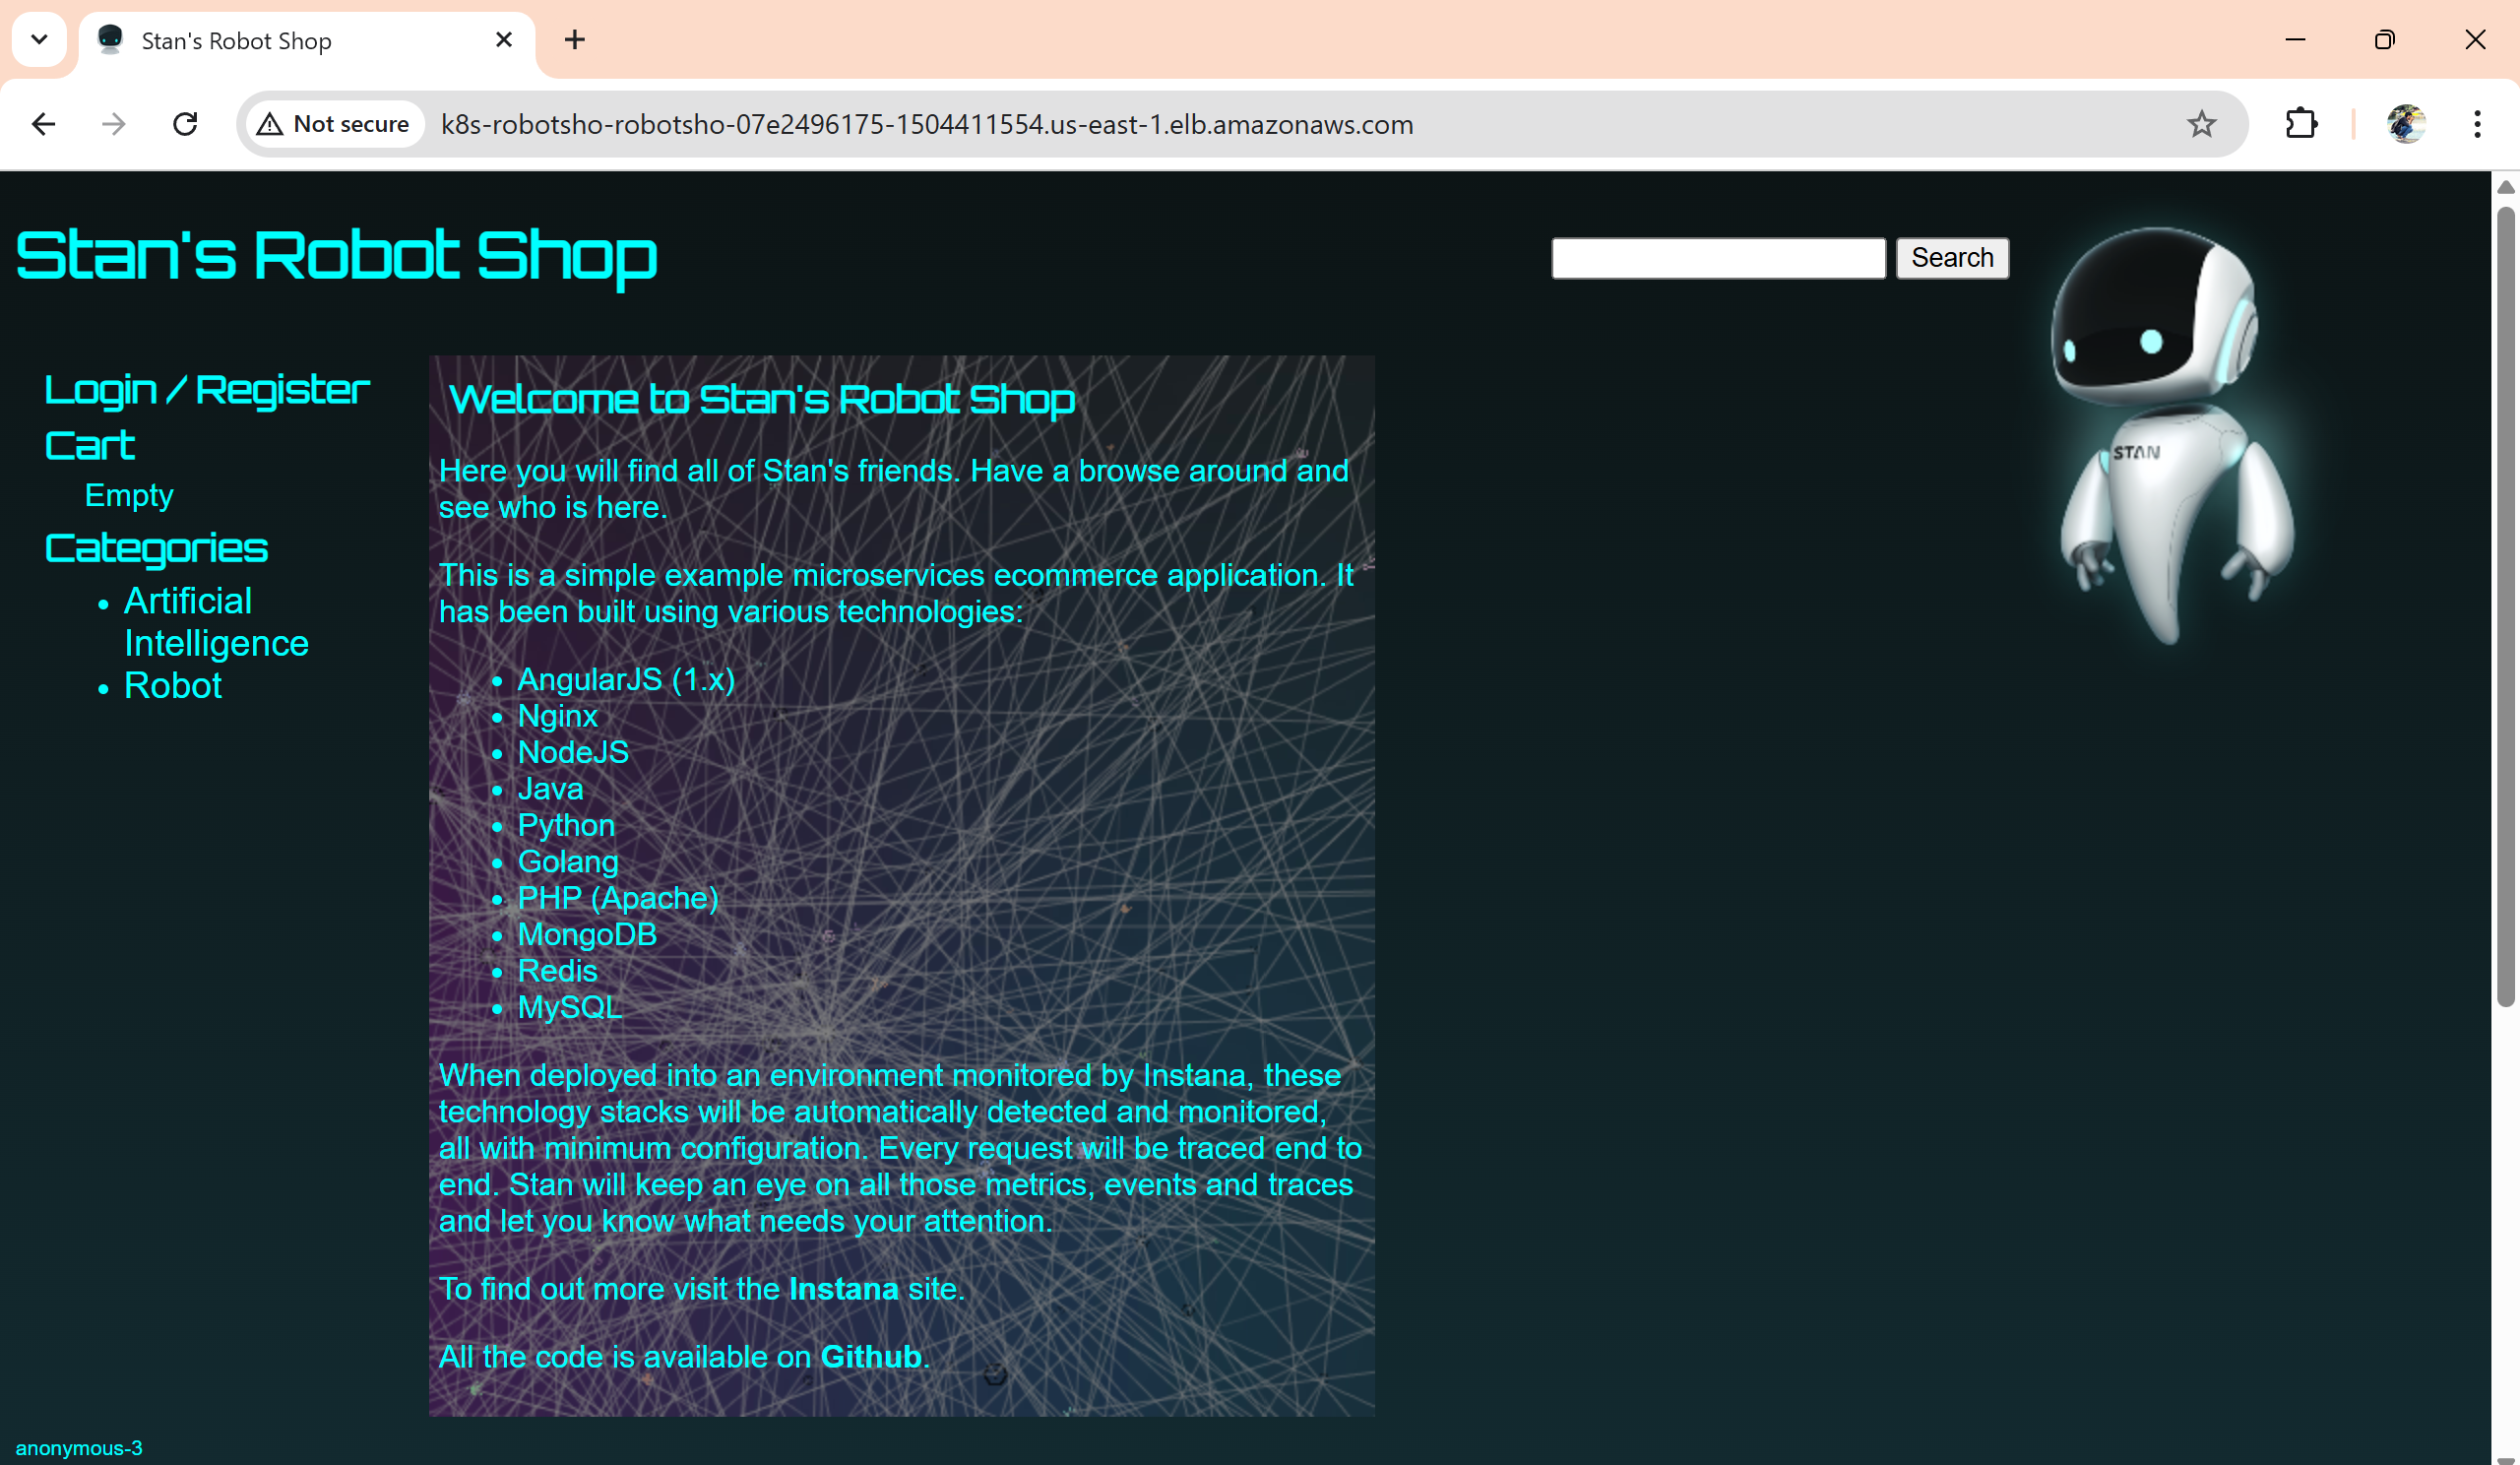 Stan's Robot Shop
Not secure
k8s-robotsho-robotsho-07e2496175-1504411554.us-east-1.elb.amazonaws.com
Stan's Robot Shop
Search
STAN
Login / Register
Cart
Empty
Categories
Artificial
Intelligence
Robot
Welcome to Stan's Robot Shop
Here you will find all of Stan's friends. Have a browse around and
see who is here.
This is a simple example microservices ecommerce application. It
has been built using various technologies:
AngularJS (1.x)
Nginx
NodeJS
Java
Python
Golang
PHP (Apache)
MongoDB
Redis
MySQL
When deployed into an environment monitored by Instana, these
technology stacks will be automatically detected and monitored,
all with minimum configuration. Every request will be traced end to
end. Stan will keep an eye on all those metrics, events and traces
and let you know what needs your attention.
To find out more visit the Instana site.
All the code is available on Github.
anonymous-3